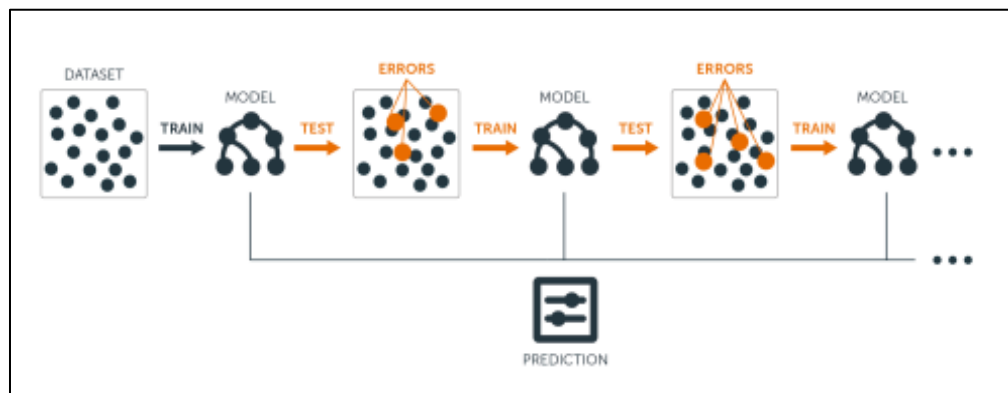 DATASET
TRAIN
MODEL
TEST
ERRORS
TRAIN
MODEL
TEST
ERRORS
TRAIN
MODEL
PREDICTION